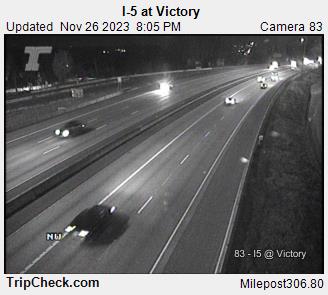 I-5 at Victory
Updated Nov 26 2023 8:05 PM Camera 83
T
NW
83 - I5 @ Victory
TripCheck.com Milepost306.80